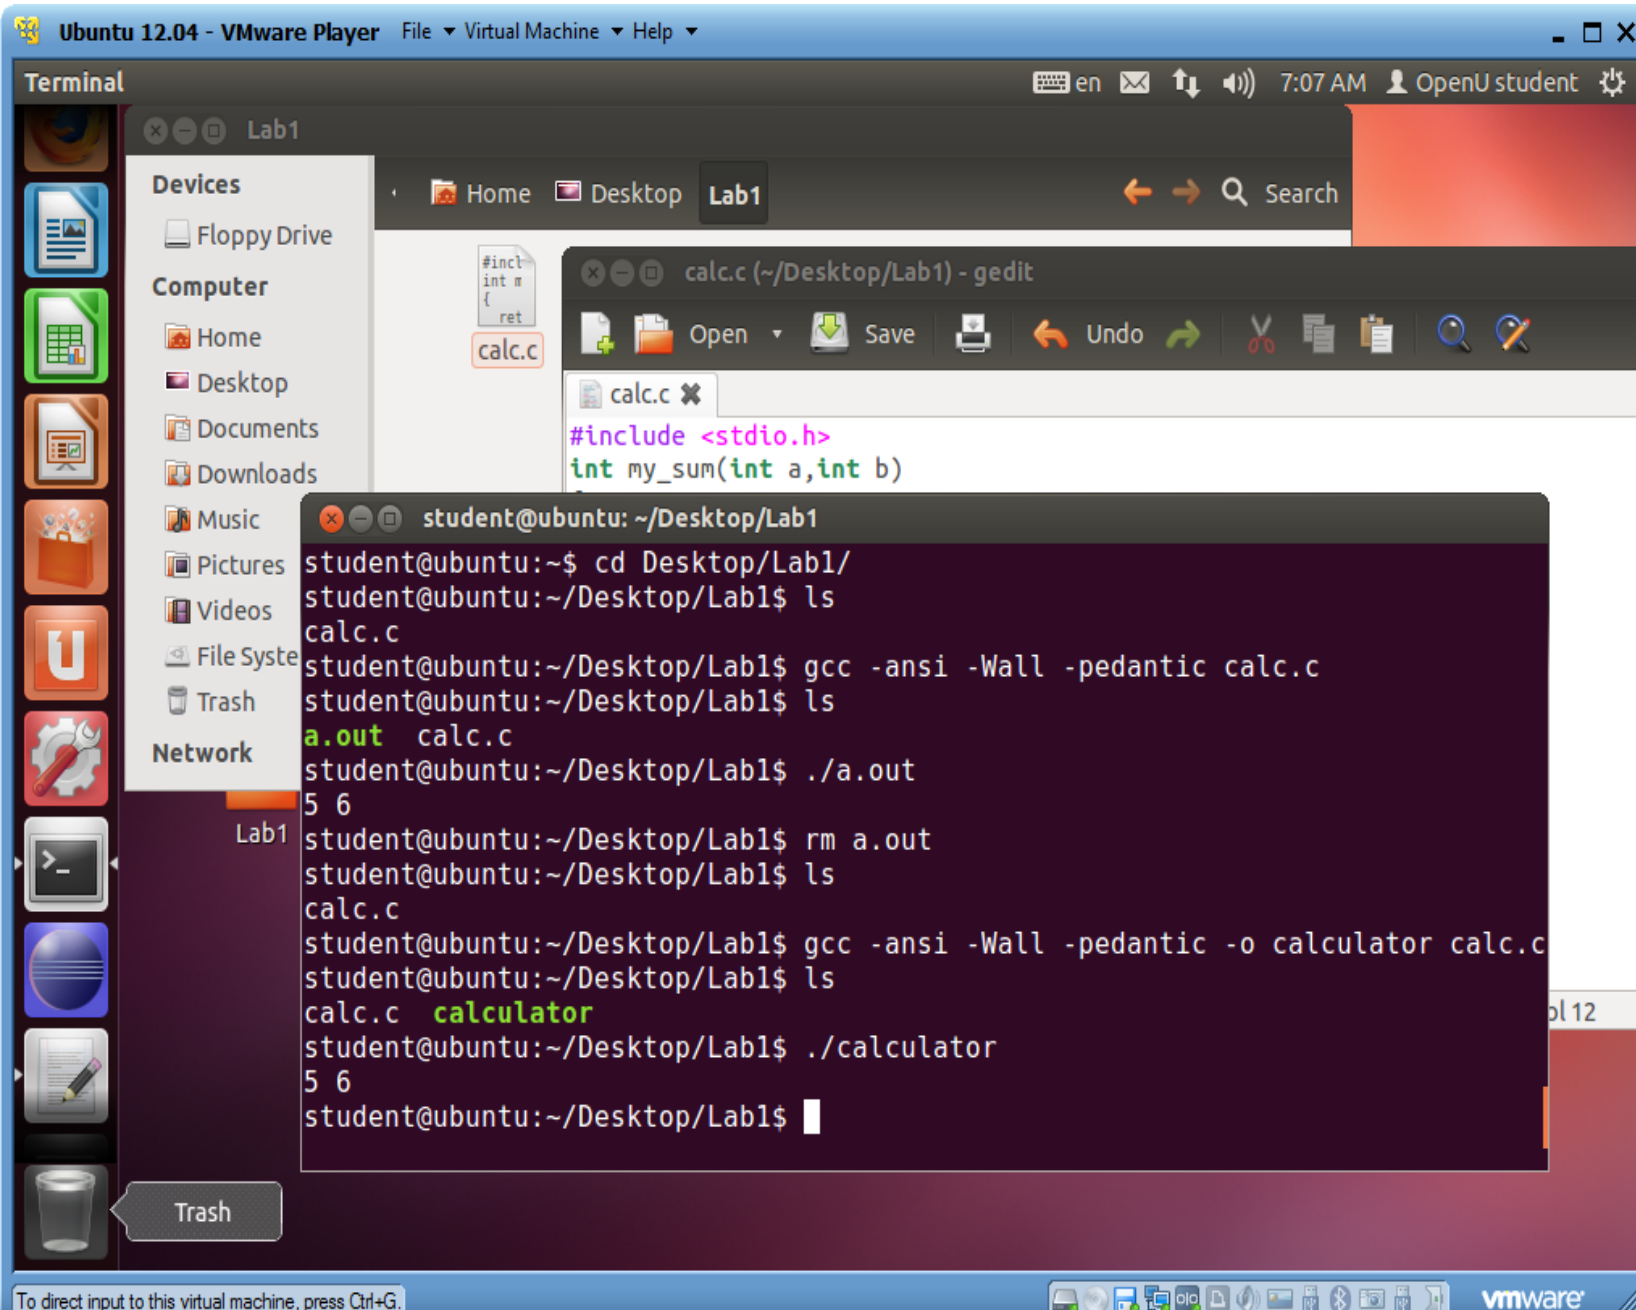 Ubuntu 12.04 - VMware Player File Virtual Machine Help
Terminal en 7:07 AM OpenU student
Lab1
Devices
Floppy Drive
Computer
Home
Desktop
Documents
Downloads
Music
Pictures
Videos
File Syste
Trash
Network
Home Desktop Lab1 Search
#incl
int m
{
ret
calc.c
calc.c (~/Desktop/Lab1) - gedit
Open Save Undo
calc.c
#include <stdio.h>
int my_sum(int a,int b)
student@ubuntu: ~/Desktop/Lab1
student@ubuntu:~$ cd Desktop/Lab1/
student@ubuntu:~/Desktop/Lab1$ ls
calc.c
student@ubuntu:~/Desktop/Lab1$ gcc -ansi -Wall -pedantic calc.c
student@ubuntu:~/Desktop/Lab1$ ls
a.out calc.c
student@ubuntu:~/Desktop/Lab1$ ./a.out
5 6
student@ubuntu:~/Desktop/Lab1$ rm a.out
student@ubuntu:~/Desktop/Lab1$ ls
calc.c
student@ubuntu:~/Desktop/Lab1$ gcc -ansi -Wall -pedantic -o calculator calc.c
student@ubuntu:~/Desktop/Lab1$ ls
calc.c calculator
student@ubuntu:~/Desktop/Lab1$ ./calculator
5 6
student@ubuntu:~/Desktop/Lab1$
Lab1
ol 12
Trash
To direct input to this virtual machine, press Ctrl+G.
vmware